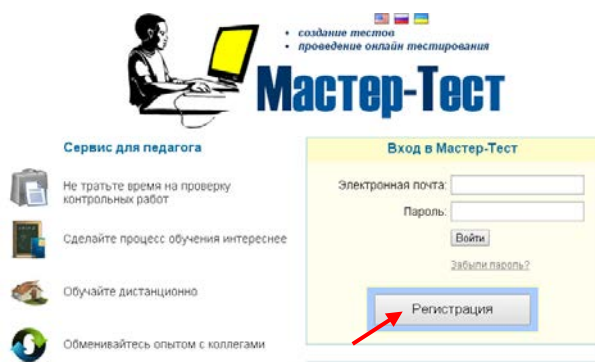 • создание тестов
• проведение онлайн тестирования
Мастер-Тест
Сервис для педагога
Не тратьте время на проверку
контрольных работ
Сделайте процесс обучения интереснее
Обучайте дистанционно
Обменивайтесь опытом с коллегами
Вход в Мастер-Тест
Электронная почта:
Пароль:
Войти
Забыли пароль?
Регистрация